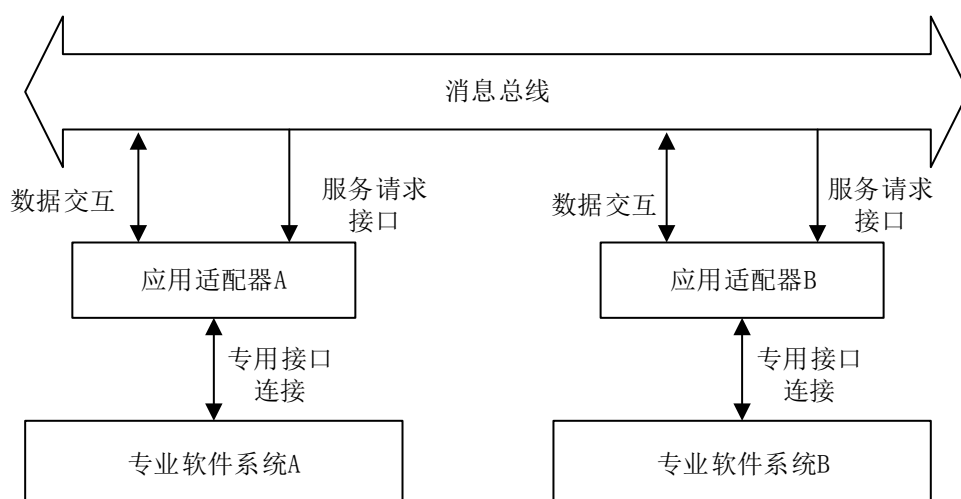 消息总线
数据交互
服务请求
接口
数据交互
服务请求
接口
应用适配器A
应用适配器B
专用接口
连接
专用接口
连接
专业软件系统A
专业软件系统B